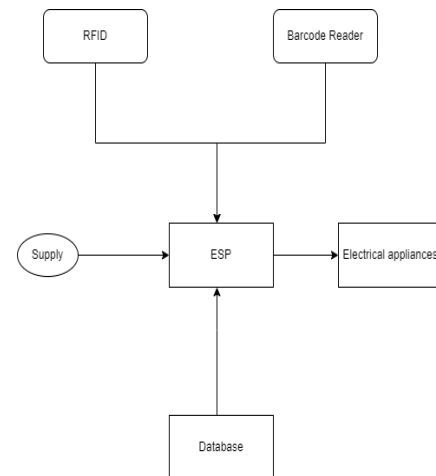 RFID
Barcode Reader
Supply
ESP
Electrical appliances
Database